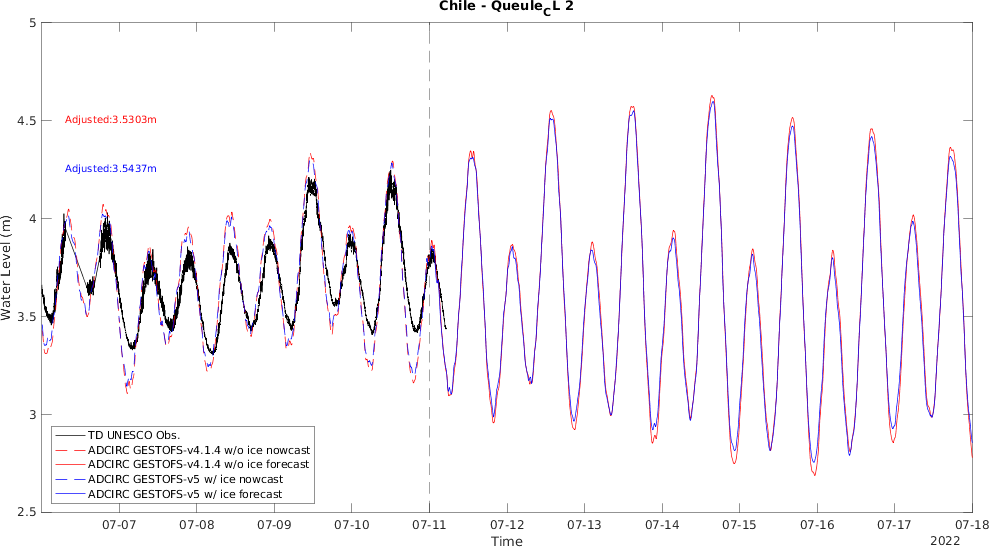 Chile - Queule_CL 2
5
4.5
4
3.5
3
2.5
Water Level (m)
Adjusted:3.5303m
Adjusted:3.5437m
TD UNESCO Obs.
ADCIRC GESTOFS-v4.1.4 w/o ice nowcast
ADCIRC GESTOFS-v4.1.4 w/o ice forecast
ADCIRC GESTOFS-v5 w/ ice nowcast
ADCIRC GESTOFS-v5 w/ ice forecast
07-07 07-08 07-09 07-10 07-11 07-12 07-13 07-14 07-15 07-16 07-17 07-18
Time
2022